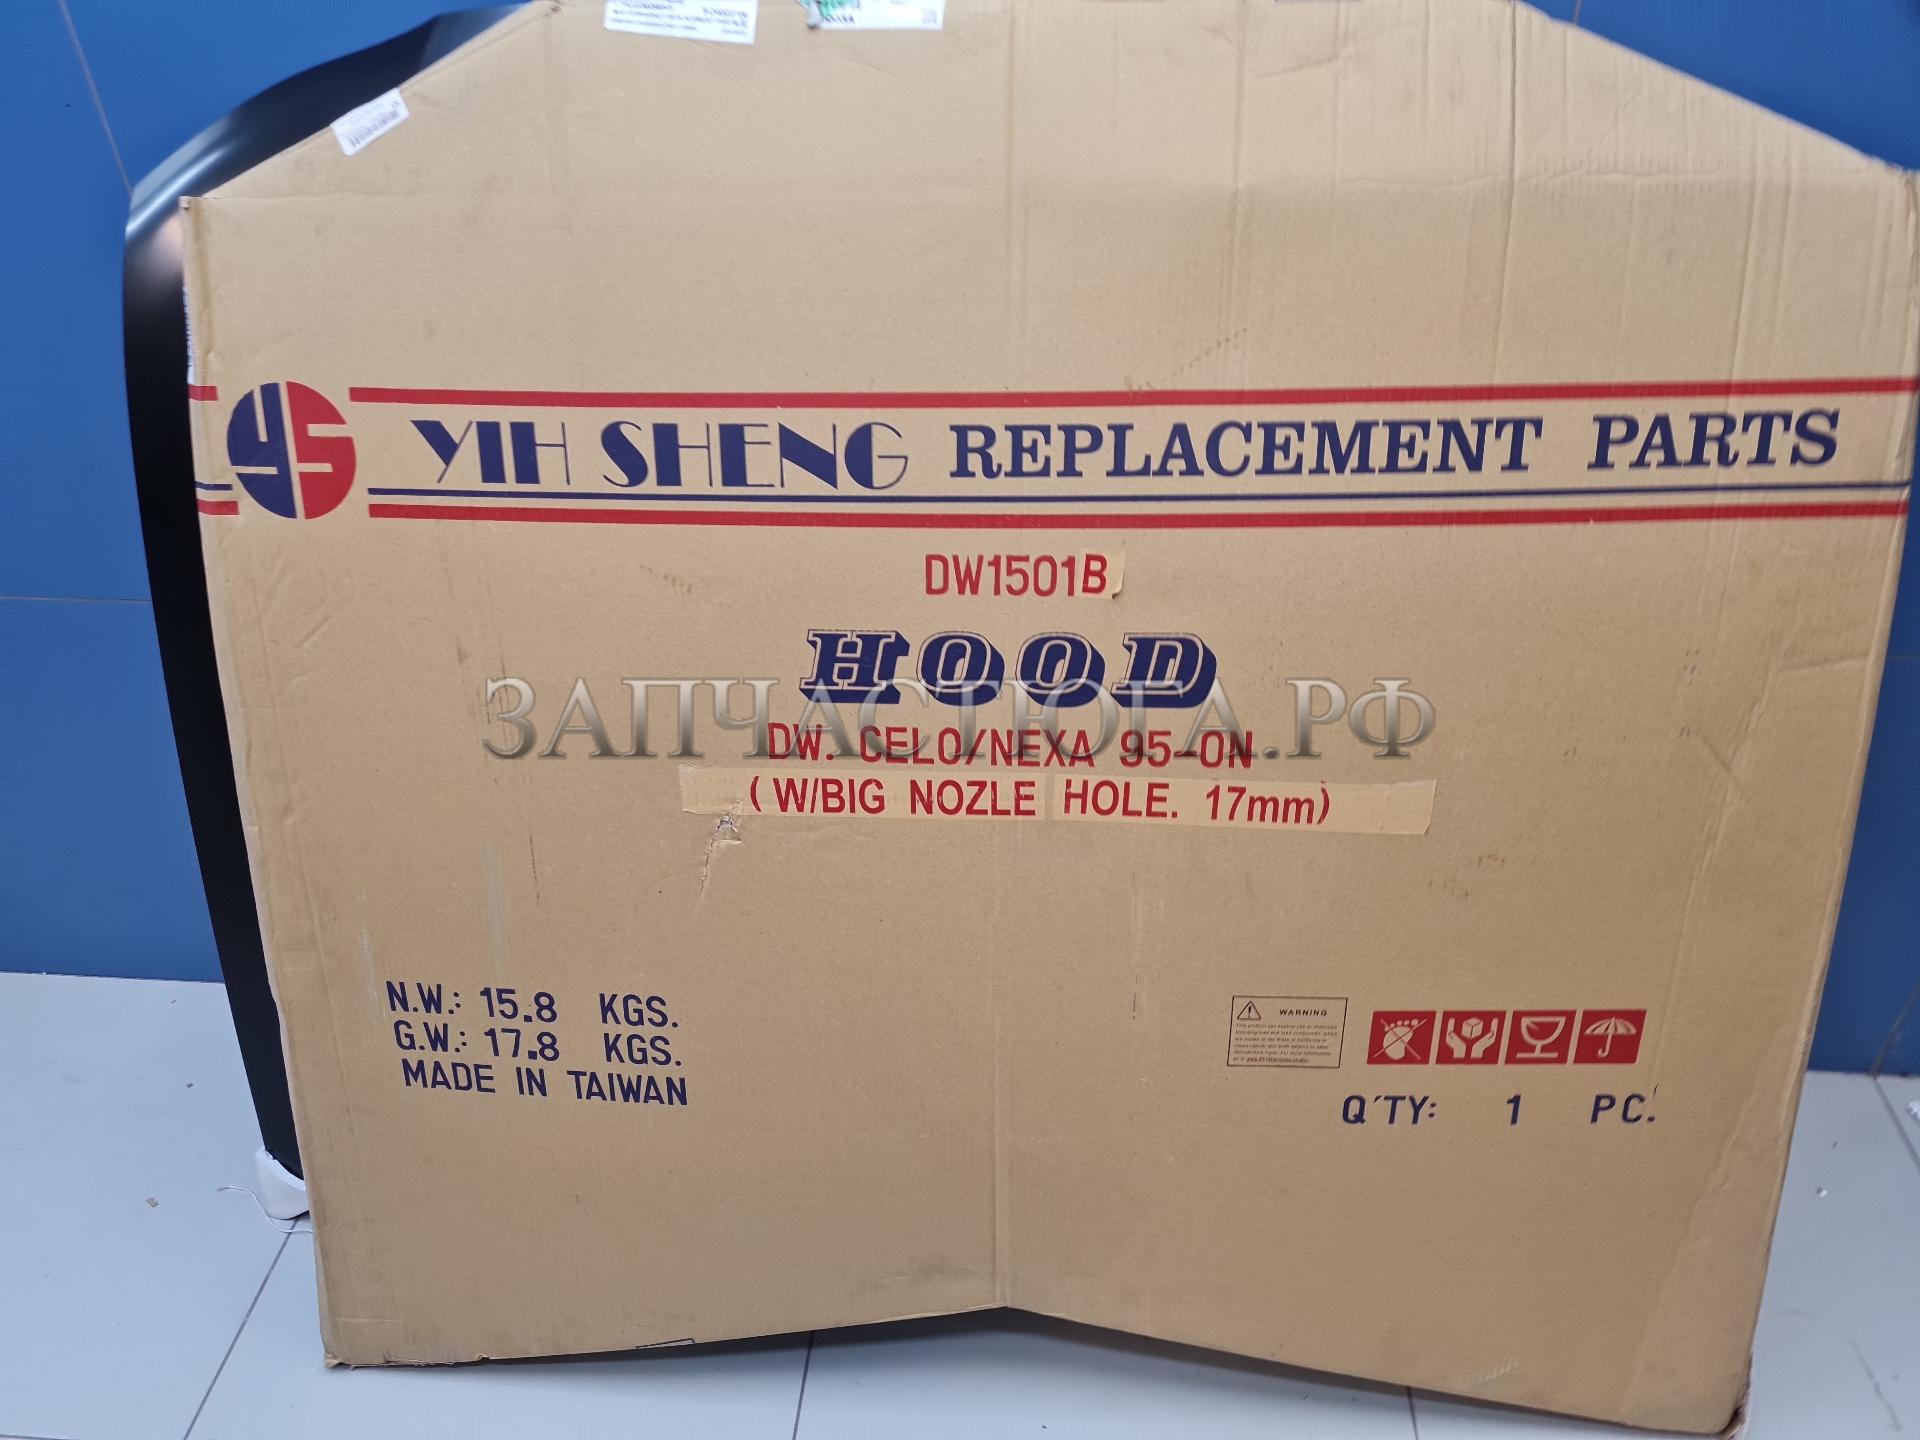 YS YIH SHENG REPLACEMENT PARTS
DW1501B
HOOD
ЗАПЧАСТЮГА.РФ
DW. CELO/NEXA 95-ON
(W/BIG NOZLE HOLE. 17mm)
N.W.: 15.8 KGS.
G.W.: 17.8 KGS.
MADE IN TAIWAN
WARNING
Q'TY: 1 PC.